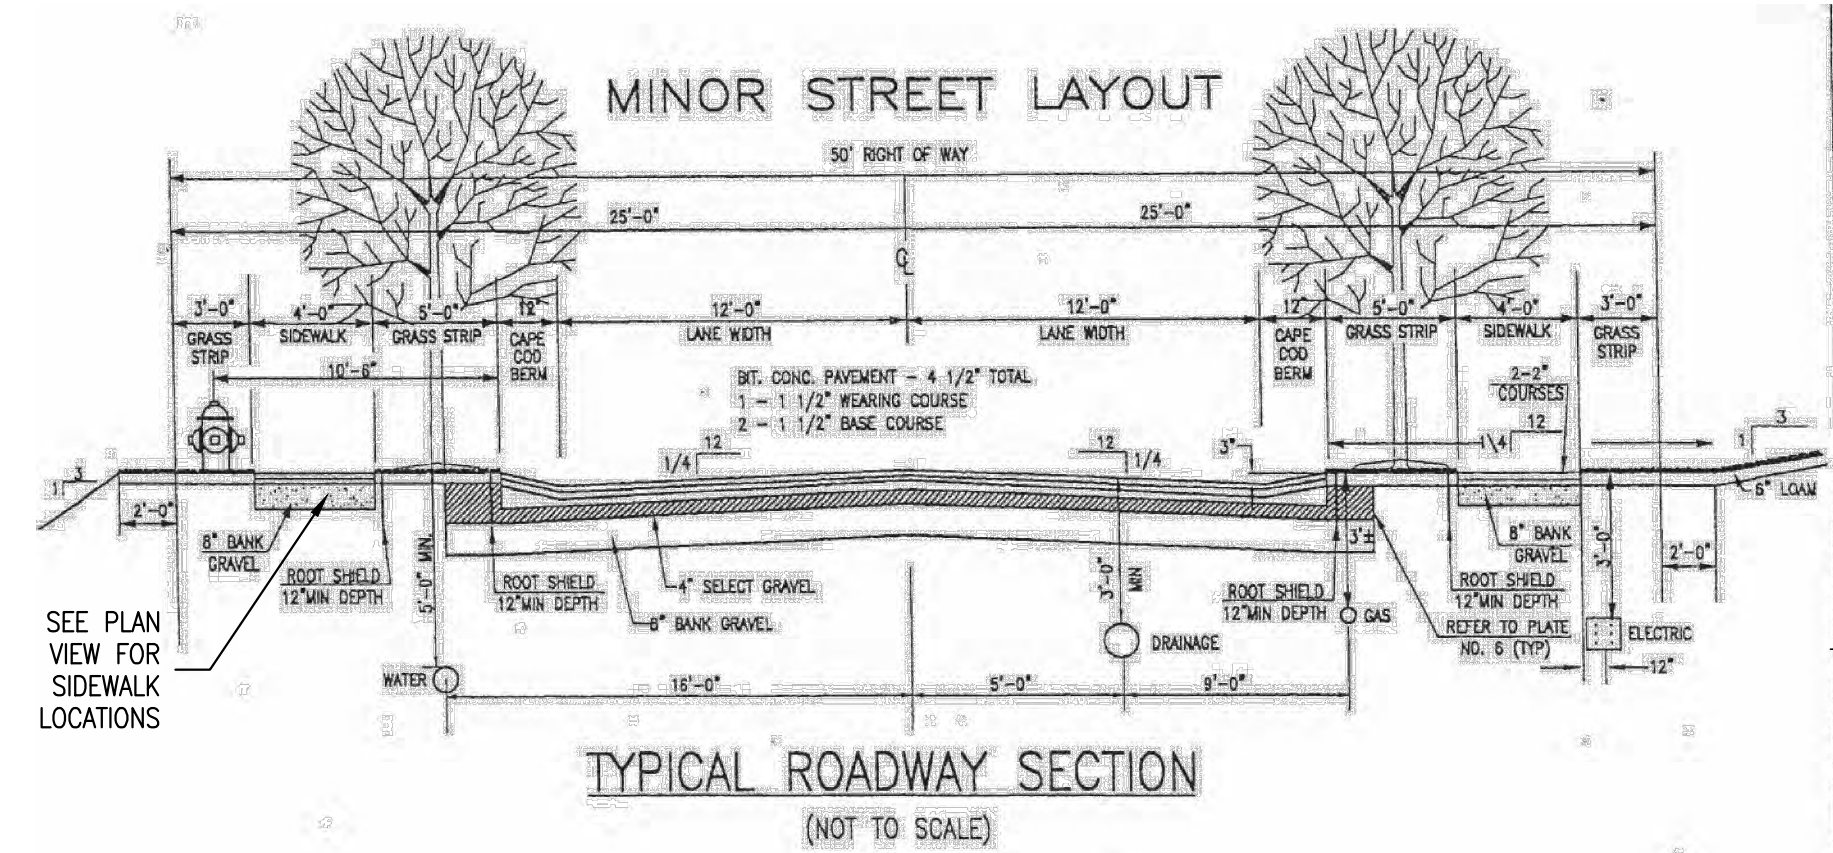 MINOR STREET LAYOUT
50' RIGHT OF WAY
25'-0" 25'-0"
℄
3'-0" 4'-0" 5'-0" 12" 12'-0" 12'-0" 12" 5'-0" 4'-0" 3'-0"
GRASS STRIP
SIDEWALK
GRASS STRIP
CAPE COD BERM
LANE WIDTH
LANE WIDTH
CAPE COD BERM
GRASS STRIP
SIDEWALK
GRASS STRIP
10'-6"
BIT. CONC. PAVEMENT - 4 1/2" TOTAL
1 - 1 1/2" WEARING COURSE
2 - 1 1/2" BASE COURSE
2-2"
COURSES
12
1/4
12
1/4
3"
12
1\4
3
1
3
1
6" LOAM
2'-0"
8" BANK
GRAVEL
ROOT SHIELD
12"MIN DEPTH
5'-0" MIN.
ROOT SHIELD
12"MIN DEPTH
4" SELECT GRAVEL
8" BANK GRAVEL
3'-0"
MIN
3'±
ROOT SHIELD
12"MIN DEPTH
GAS
8" BANK
GRAVEL
ROOT SHIELD
12"MIN DEPTH
REFER TO PLATE
NO. 6 (TYP)
3'-0"
2'-0"
ELECTRIC
12"
DRAINAGE
WATER
16'-0" 5'-0" 9'-0"
SEE PLAN
VIEW FOR
SIDEWALK
LOCATIONS
TYPICAL ROADWAY SECTION
(NOT TO SCALE)